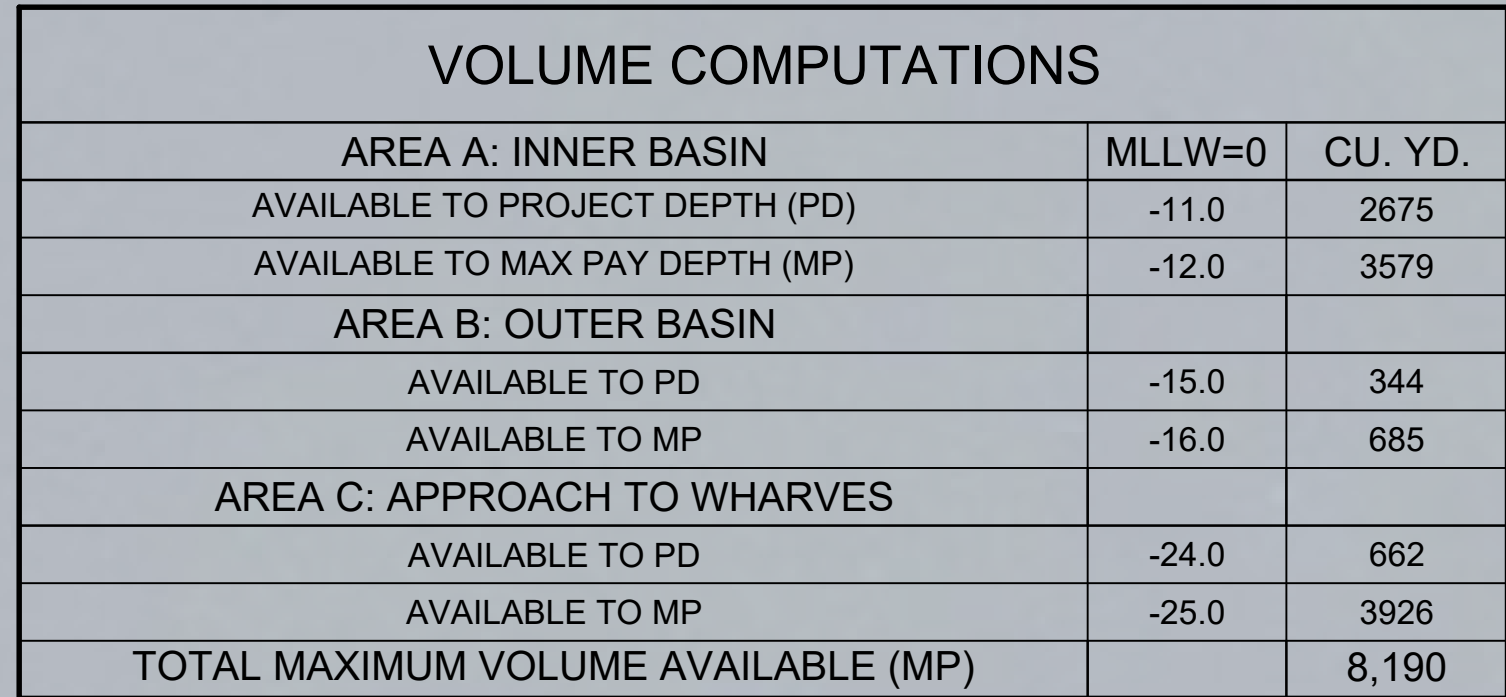 VOLUME COMPUTATIONS
AREA A: INNER BASIN MLLW=0 CU. YD.
AVAILABLE TO PROJECT DEPTH (PD) -11.0 2675
AVAILABLE TO MAX PAY DEPTH (MP) -12.0 3579
AREA B: OUTER BASIN
AVAILABLE TO PD -15.0 344
AVAILABLE TO MP -16.0 685
AREA C: APPROACH TO WHARVES
AVAILABLE TO PD -24.0 662
AVAILABLE TO MP -25.0 3926
TOTAL MAXIMUM VOLUME AVAILABLE (MP) 8,190